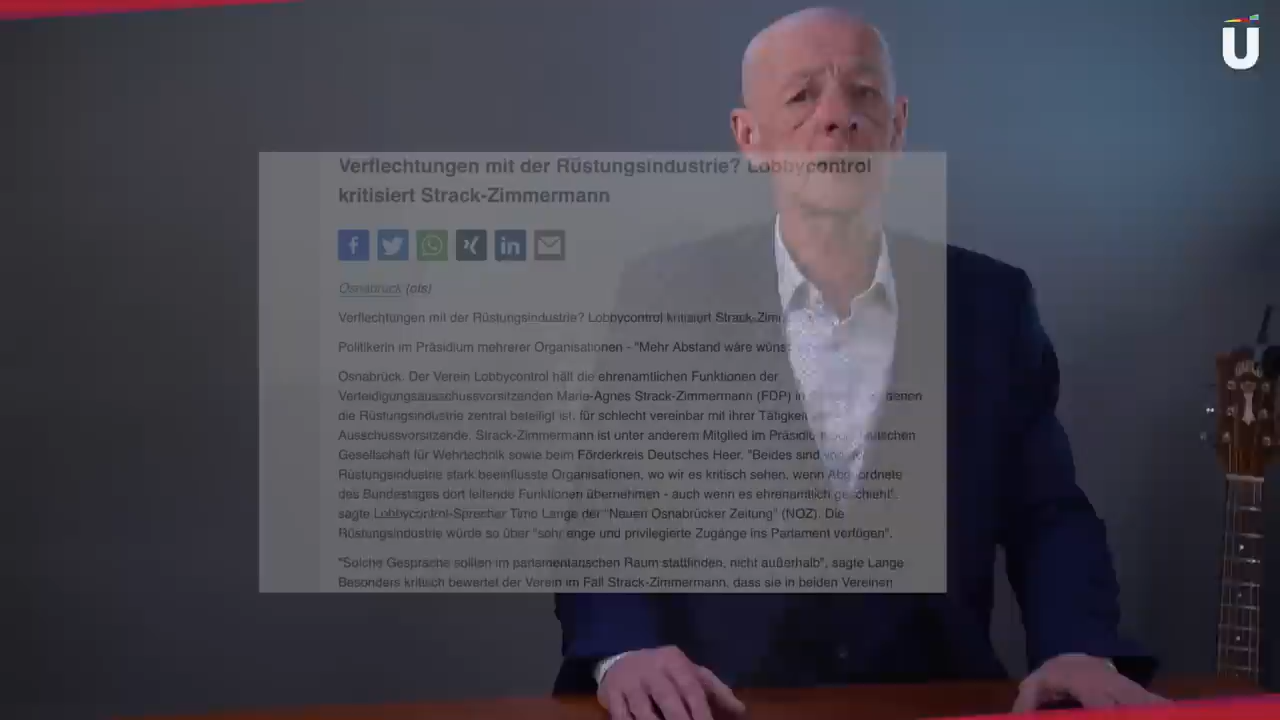 U
Verflechtungen mit der Rüstungsindustrie? Lobbycontrol
kritisiert Strack-Zimmermann
Osnabrück (ots)
Verflechtungen mit der Rüstungsindustrie? Lobbycontrol kritisiert Strack-Zim
Politikerin im Präsidium mehrerer Organisationen - "Mehr Abstand wäre wüns
Osnabrück. Der Verein Lobbycontrol hält die ehrenamtlichen Funktionen der
Verteidigungsausschussvorsitzenden Marie-Agnes Strack-Zimmermann (FDP) in
die Rüstungsindustrie zentral beteiligt ist, für schlecht vereinbar mit ihrer Tätigkeit
Ausschussvorsitzende. Strack-Zimmermann ist unter anderem Mitglied im Präsidium
Gesellschaft für Wehrtechnik sowie beim Förderkreis Deutsches Heer. "Beides sind
Rüstungsindustrie stark beeinflusste Organisationen, wo wir es kritisch sehen, wenn Abgeordnete
des Bundestages dort leitende Funktionen übernehmen - auch wenn es ehrenamtlich geschieht",
sagte Lobbycontrol-Sprecher Timo Lange der "Neuen Osnabrücker Zeitung" (NOZ). Die
Rüstungsindustrie würde so über "sehr enge und privilegierte Zugänge ins Parlament verfügen".
"Solche Gespräche sollten im parlamentarischen Raum stattfinden, nicht außerhalb", sagte Lange
Besonders kritisch bewertet der Verein im Fall Strack-Zimmermann, dass sie in beiden Vereinen